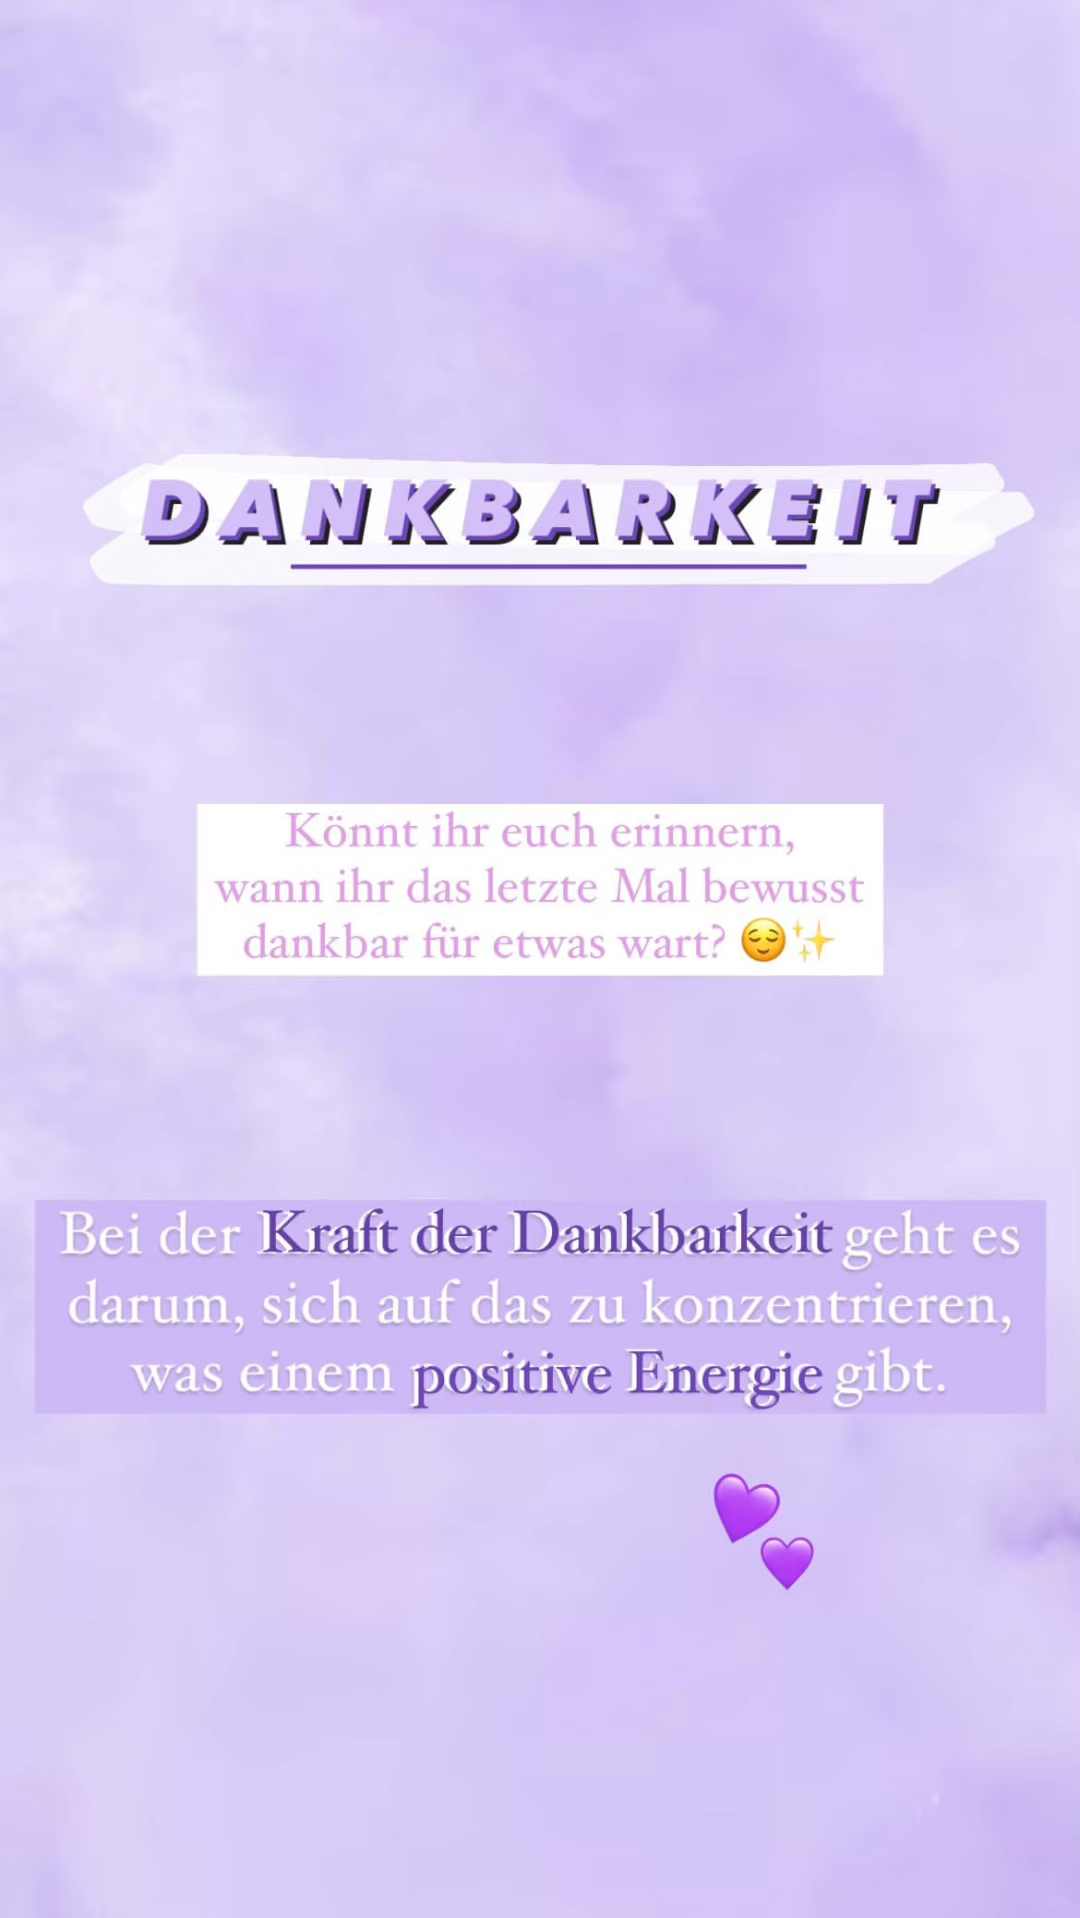 DANKBARKEIT
Könnt ihr euch erinnern,
wann ihr das letzte Mal bewusst
dankbar für etwas wart? 😌✨
Bei der Kraft der Dankbarkeit geht es
darum, sich auf das zu konzentrieren,
was einem positive Energie gibt.